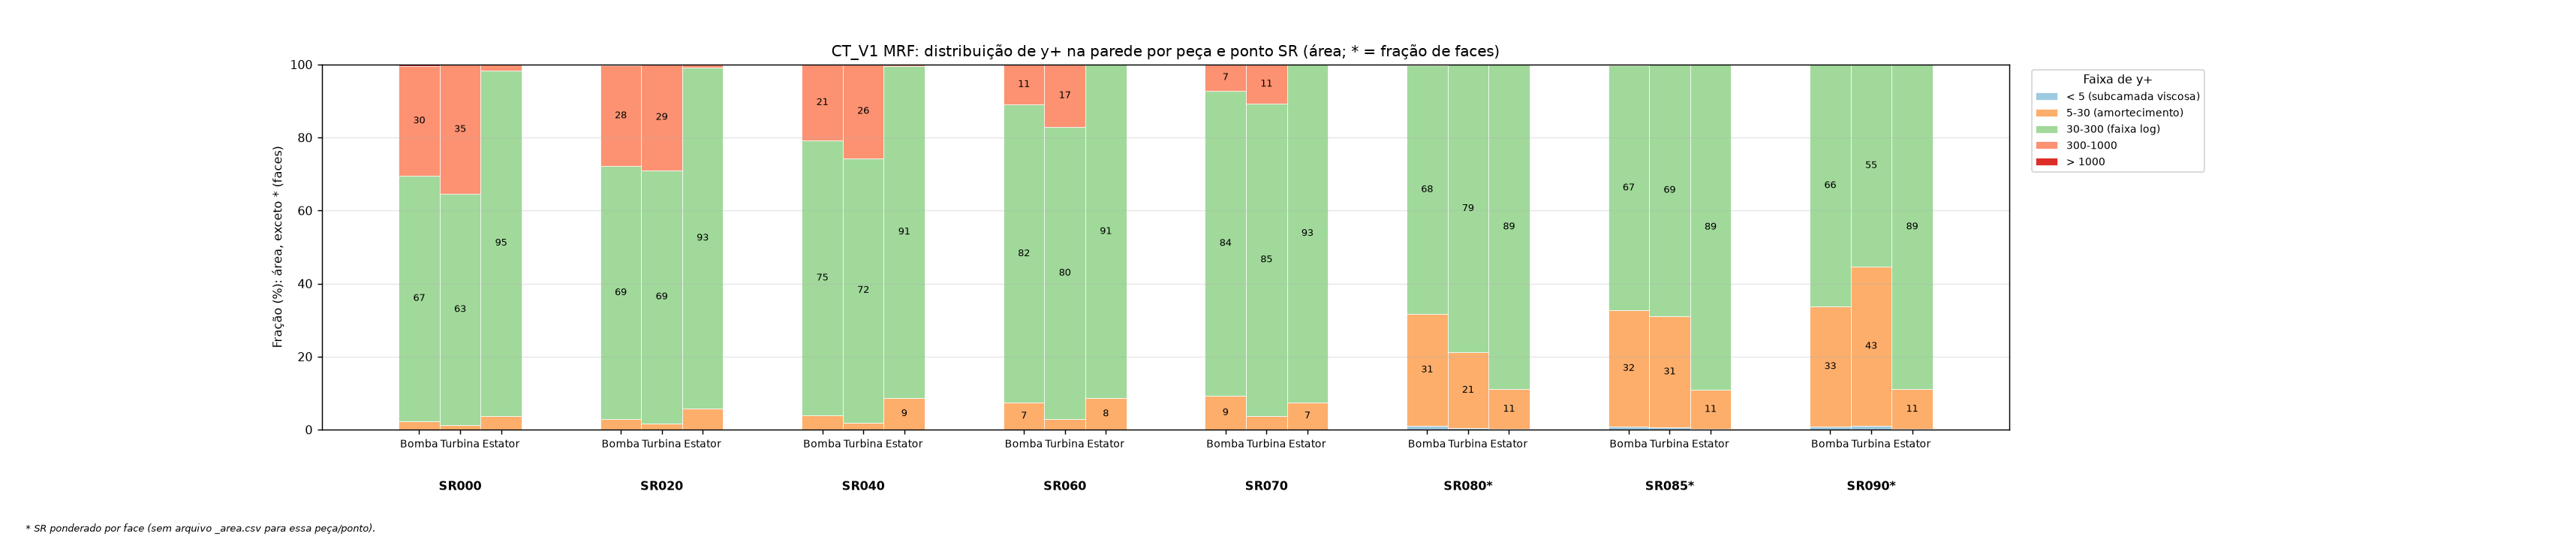 CT_V1 MRF: distribuição de y+ na parede por peça e ponto SR (área; * = fração de faces)
Fração (%): área, exceto * (faces)
100
80
60
40
20
0
30
35
67
63
95
28
29
69
69
93
21
26
75
72
91
9
11
17
82
80
91
7
8
7
11
84
85
93
9
7
68
79
89
31
21
11
67
69
89
32
31
11
66
55
89
33
43
11
Bomba Turbina Estator
Bomba Turbina Estator
Bomba Turbina Estator
Bomba Turbina Estator
Bomba Turbina Estator
Bomba Turbina Estator
Bomba Turbina Estator
Bomba Turbina Estator
SR000
SR020
SR040
SR060
SR070
SR080*
SR085*
SR090*
Faixa de y+
< 5 (subcamada viscosa)
5-30 (amortecimento)
30-300 (faixa log)
300-1000
> 1000
* SR ponderado por face (sem arquivo _area.csv para essa peça/ponto).